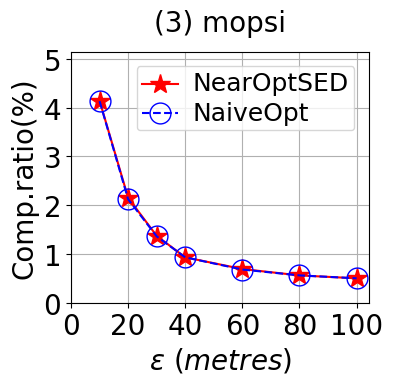 (3) mopsi
5
4
3
2
1
0
Comp.ratio(%)
NearOptSED
NaiveOpt
0 20 40 60 80 100
ε (metres)